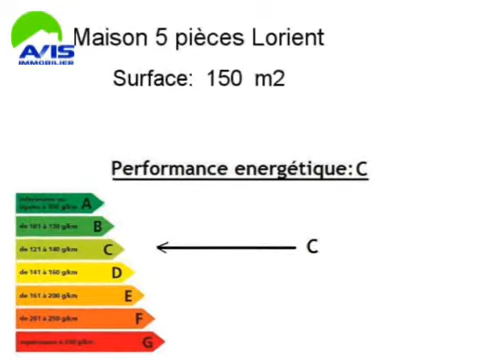 AVIS
IMMOBILIER
Maison 5 pièces Lorient
Surface: 150 m2
Performance energétique: C
A
de 101 à 120 g/km B
de 121 à 140 g/km C
C
de 141 à 160 g/km D
de 161 à 200 g/km E
de 201 à 250 g/km F
G